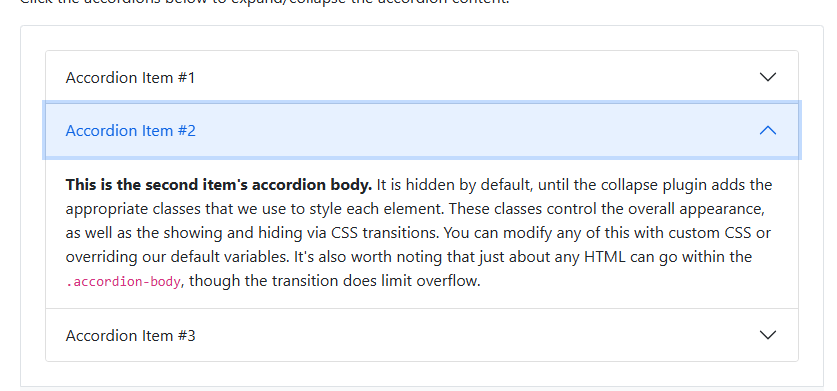 Click the accordions below to expand/collapse the accordion content.
Accordion Item #1
Accordion Item #2
This is the second item's accordion body. It is hidden by default, until the collapse plugin adds the
appropriate classes that we use to style each element. These classes control the overall appearance,
as well as the showing and hiding via CSS transitions. You can modify any of this with custom CSS or
overriding our default variables. It's also worth noting that just about any HTML can go within the
.accordion-body, though the transition does limit overflow.
Accordion Item #3